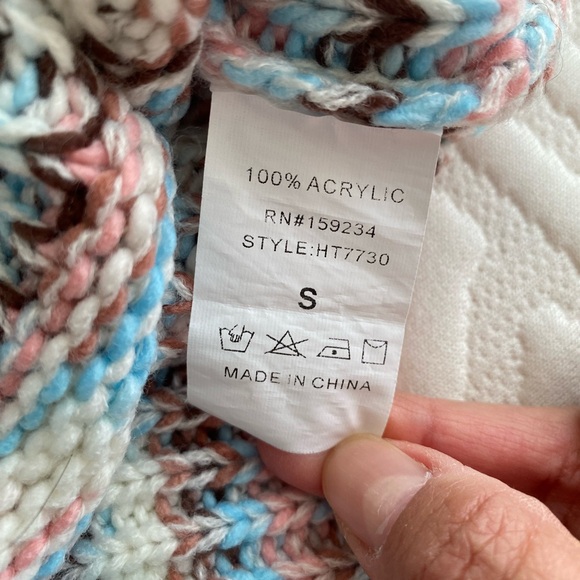 100% ACRYLIC
RN#159234
STYLE:HT7730
S
MADE IN CHINA